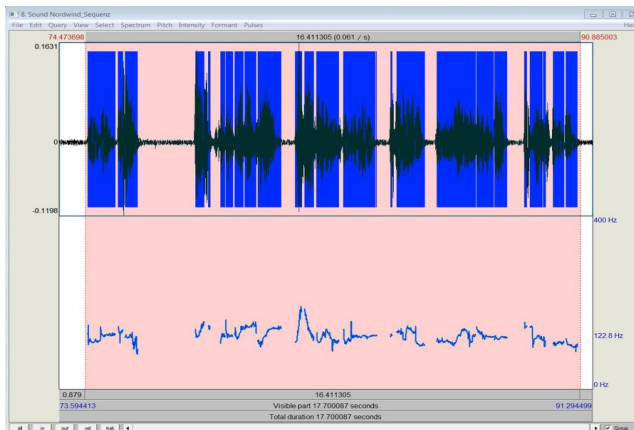 8. Sound Nordwind_Sequenz
File Edit Query View Select Spectrum Pitch Intensity Formant Pulses Hel
74.473698 16.411305 (0.061 / s) 90.885003
0.1631
0
-0.1198
400 Hz
122.8 Hz
0 Hz
0.879 16.411305
73.594413 Visible part 17.700087 seconds 91.294499
Total duration 17.700087 seconds
all in out sel bak Group